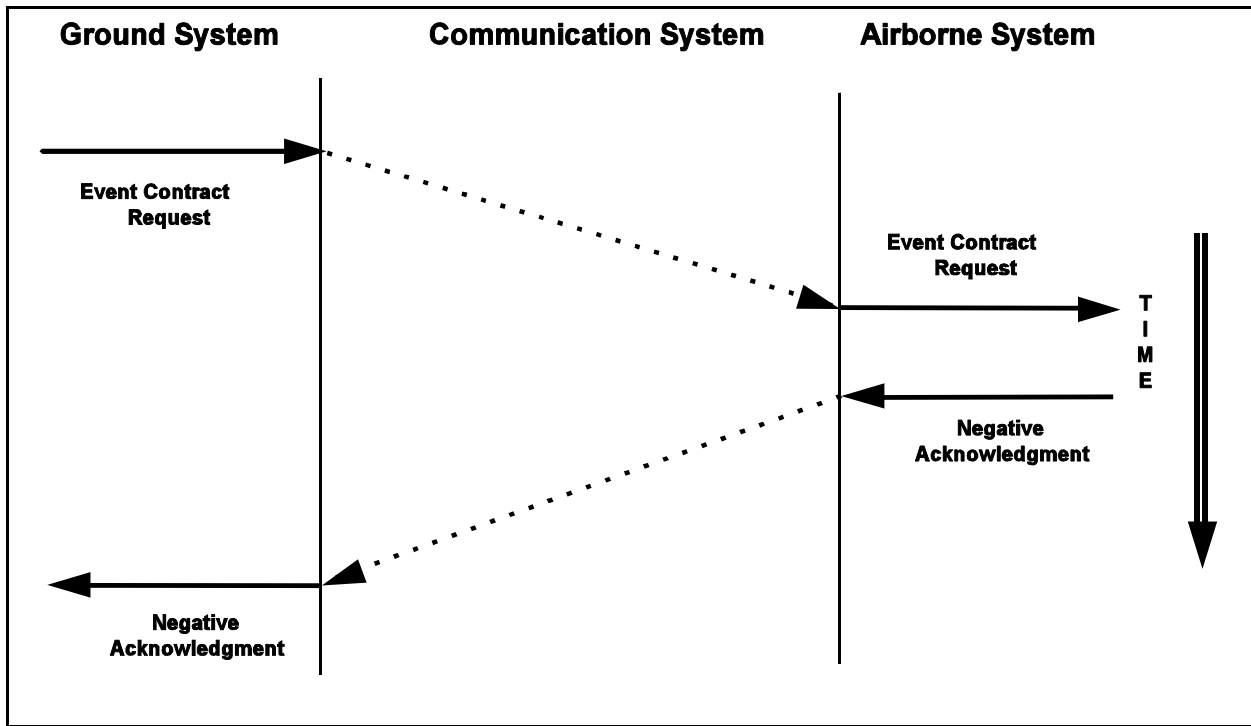 Ground System
Communication System
Airborne System
Event Contract
Request
Event Contract
Request
T
I
M
E
Negative
Acknowledgment
Negative
Acknowledgment